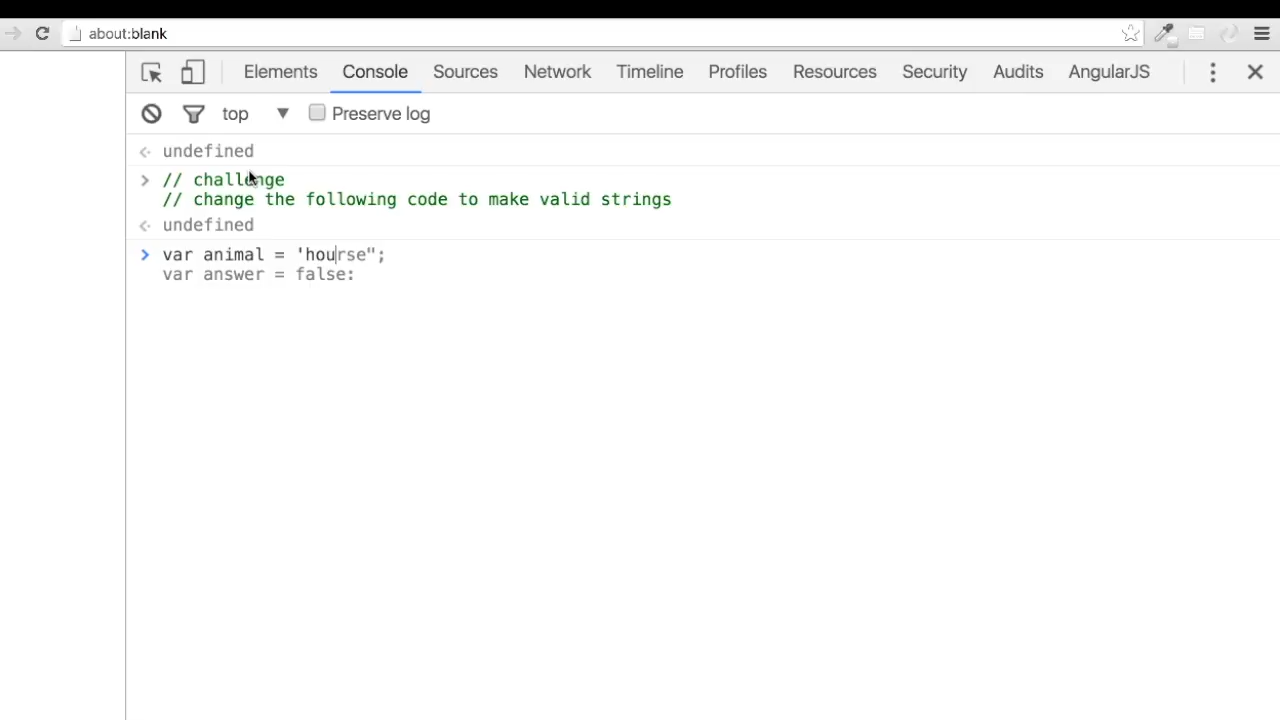 about:blank
Elements Console Sources Network Timeline Profiles Resources Security Audits AngularJS
top Preserve log
undefined
// challenge
// change the following code to make valid strings
undefined
var animal = 'hourse";
var answer = false: